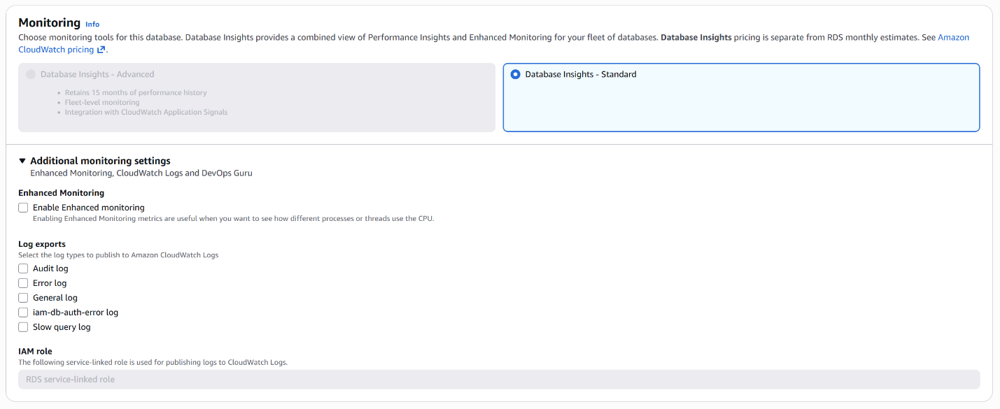 Monitoring Info
Choose monitoring tools for this database. Database Insights provides a combined view of Performance Insights and Enhanced Monitoring for your fleet of databases. Database Insights pricing is separate from RDS monthly estimates. See Amazon
CloudWatch pricing.
Database Insights - Advanced
• Retains 15 months of performance history
• Fleet-level monitoring
• Integration with CloudWatch Application Signals
Database Insights - Standard
Additional monitoring settings
Enhanced Monitoring, CloudWatch Logs and DevOps Guru
Enhanced Monitoring
Enable Enhanced monitoring
Enabling Enhanced Monitoring metrics are useful when you want to see how different processes or threads use the CPU.
Log exports
Select the log types to publish to Amazon CloudWatch Logs
Audit log
Error log
General log
iam-db-auth-error log
Slow query log
IAM role
The following service-linked role is used for publishing logs to CloudWatch Logs.
RDS service-linked role